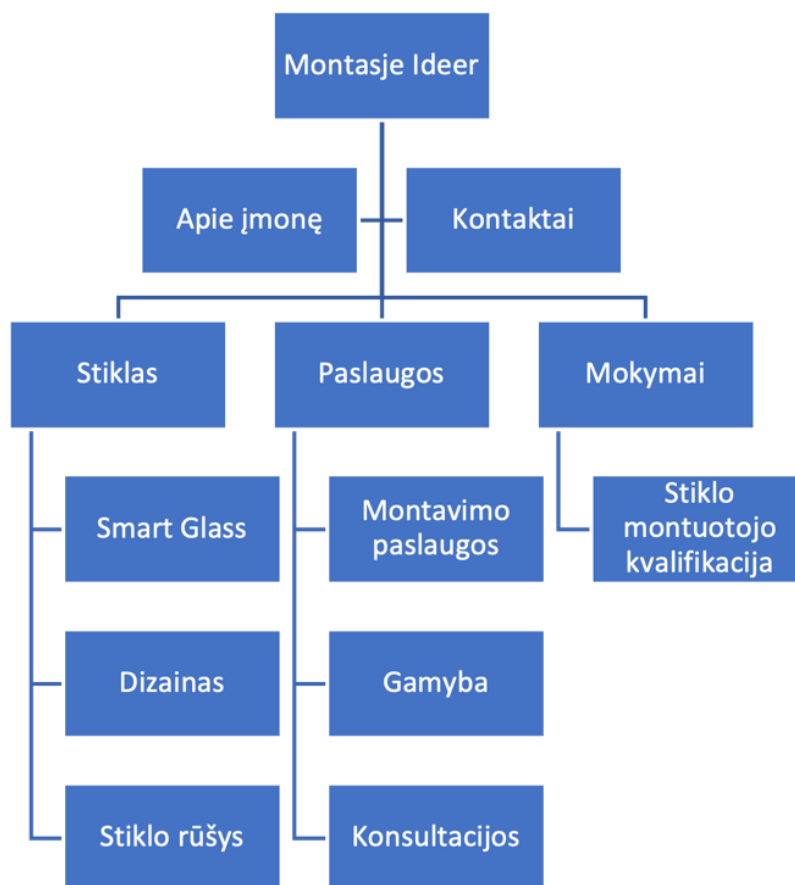 Montasje Ideer
Apie įmonę
Kontaktai
Stiklas
Paslaugos
Mokymai
Smart Glass
Montavimo
paslaugos
Stiklo
montuotojo
kvalifikacija
Dizainas
Gamyba
Stiklo rūšys
Konsultacijos